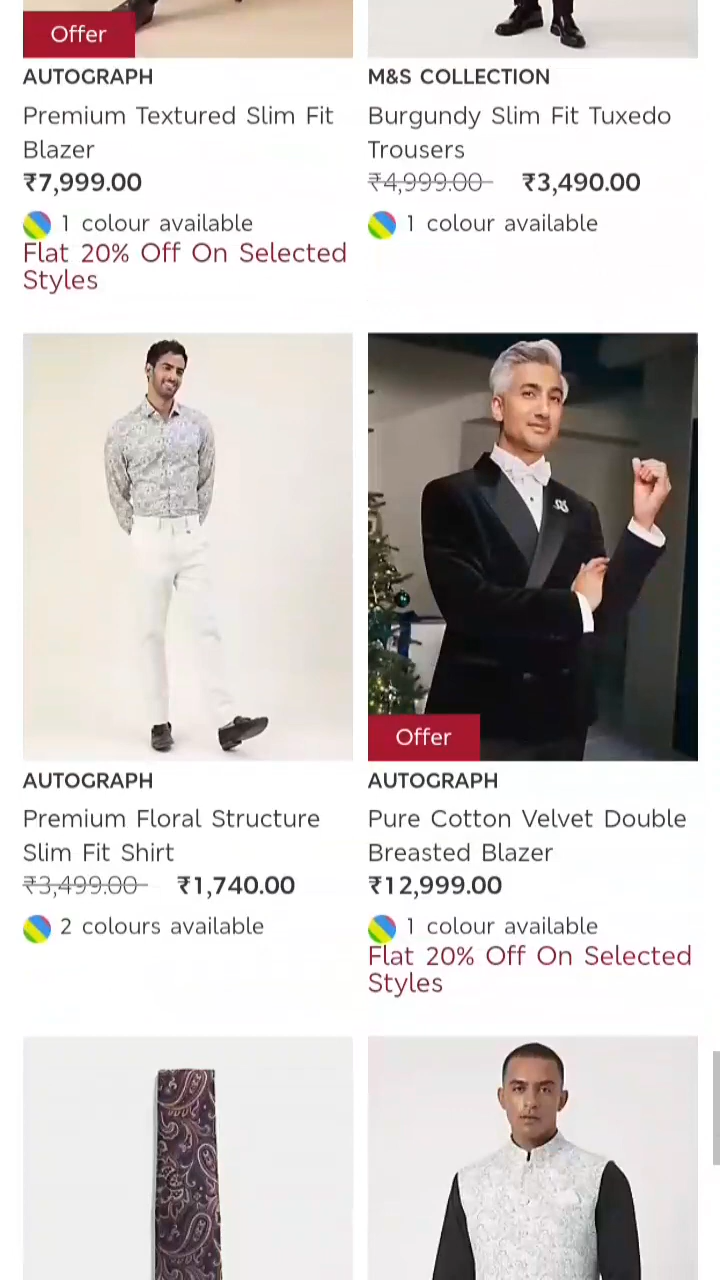 Offer
AUTOGRAPH
Premium Textured Slim Fit
Blazer
₹7,999.00
1 colour available
Flat 20% Off On Selected
Styles
M&S COLLECTION
Burgundy Slim Fit Tuxedo
Trousers
₹4,999.00 ₹3,490.00
1 colour available
AUTOGRAPH
Premium Floral Structure
Slim Fit Shirt
₹3,499.00 ₹1,740.00
2 colours available
Offer
AUTOGRAPH
Pure Cotton Velvet Double
Breasted Blazer
₹12,999.00
1 colour available
Flat 20% Off On Selected
Styles